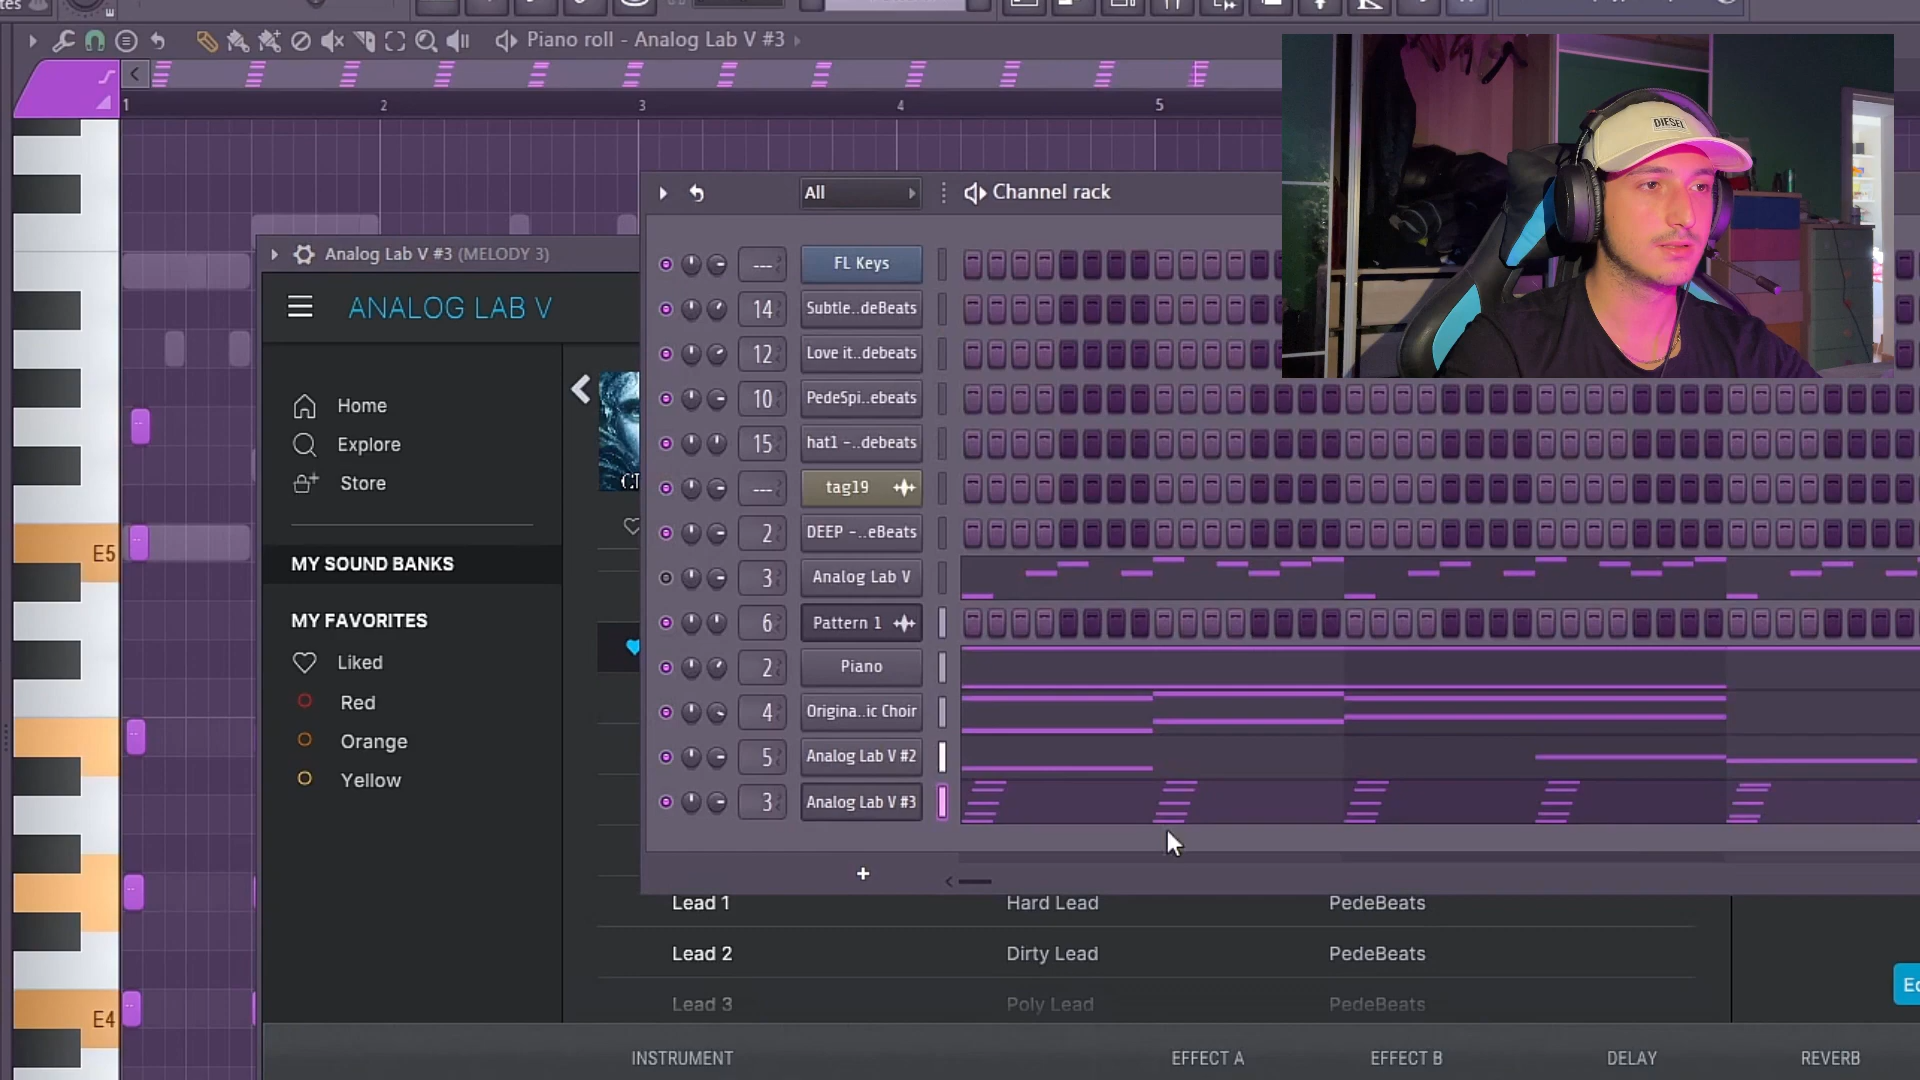 tes
Piano roll - Analog Lab V #3
1
2
3
4
5
DIESEL
All
Channel rack
Analog Lab V #3 (MELODY 3)
ANALOG LAB V
--- FL Keys
14 Subtle..deBeats
12 Love it..debeats
10 PedeSpi..ebeats
15 hat1 -..debeats
--- tag19
2 DEEP -..eBeats
3 Analog Lab V
6 Pattern 1
2 Piano
4 Origina..ic Choir
5 Analog Lab V #2
3 Analog Lab V #3
+
Home
Explore
Store
MY SOUND BANKS
MY FAVORITES
Liked
Red
Orange
Yellow
E5
E4
Lead 1 Hard Lead PedeBeats
Lead 2 Dirty Lead PedeBeats
Lead 3 Poly Lead PedeBeats
INSTRUMENT EFFECT A EFFECT B DELAY REVERB